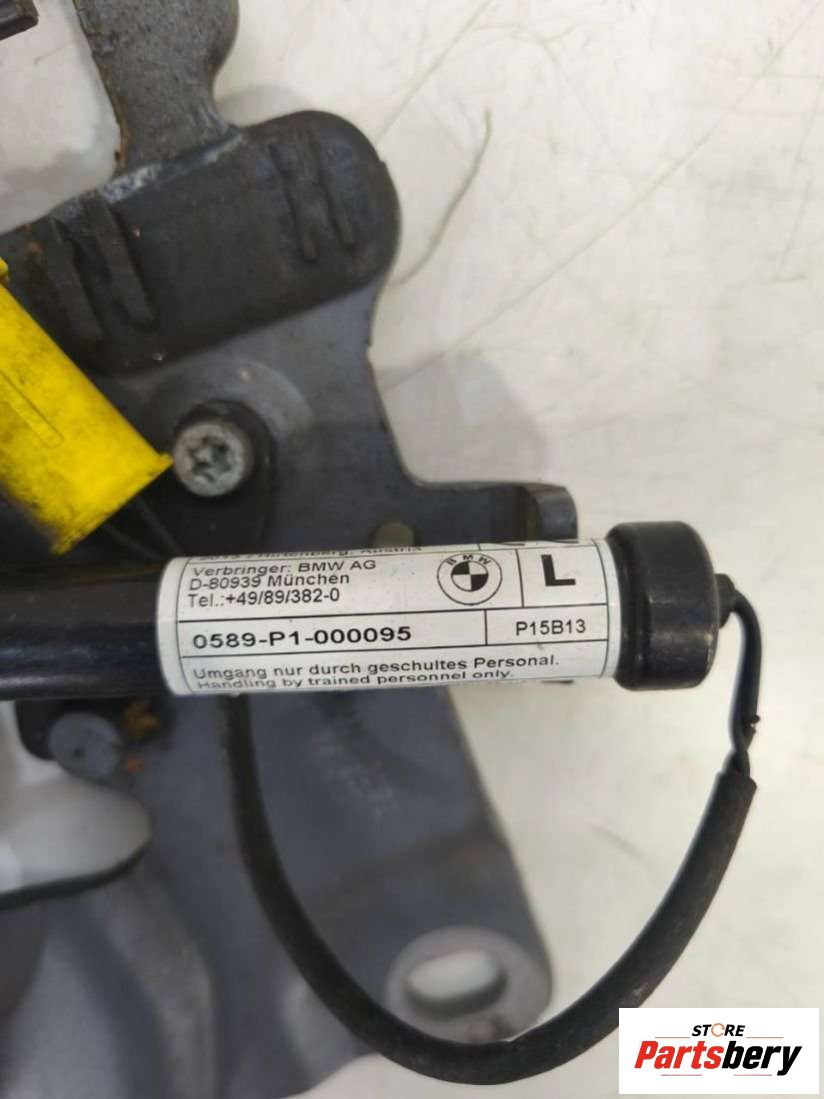 Verbringer: BMW AG
D-80939 München
Tel.:+49/89/382-0
BMW
L
0589-P1-000095
P15B13
Umgang nur durch geschultes Personal.
Handling by trained personnel only.
STORE
Partsbery